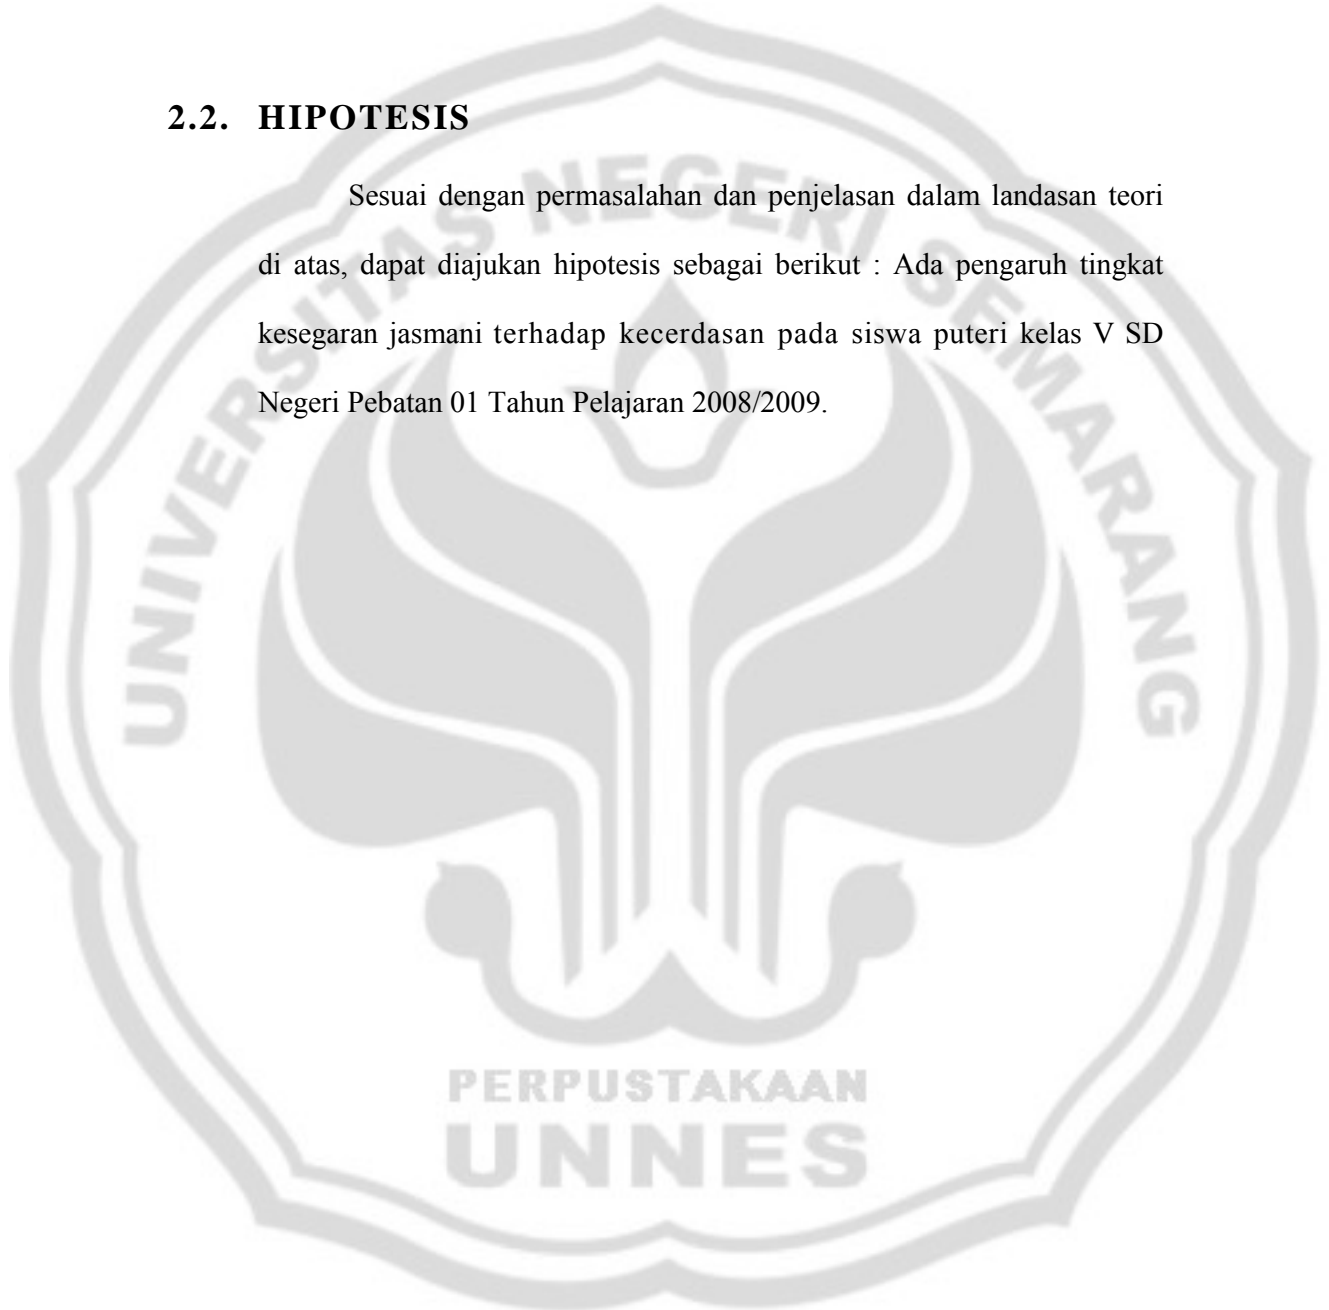 2.2. HIPOTESIS
Sesuai dengan permasalahan dan penjelasan dalam landasan teori
di atas, dapat diajukan hipotesis sebagai berikut : Ada pengaruh tingkat
kesegaran jasmani terhadap kecerdasan pada siswa puteri kelas V SD
Negeri Pebatan 01 Tahun Pelajaran 2008/2009.
UNIVERSITAS NEGERI SEMARANG
PERPUSTAKAAN
UNNES